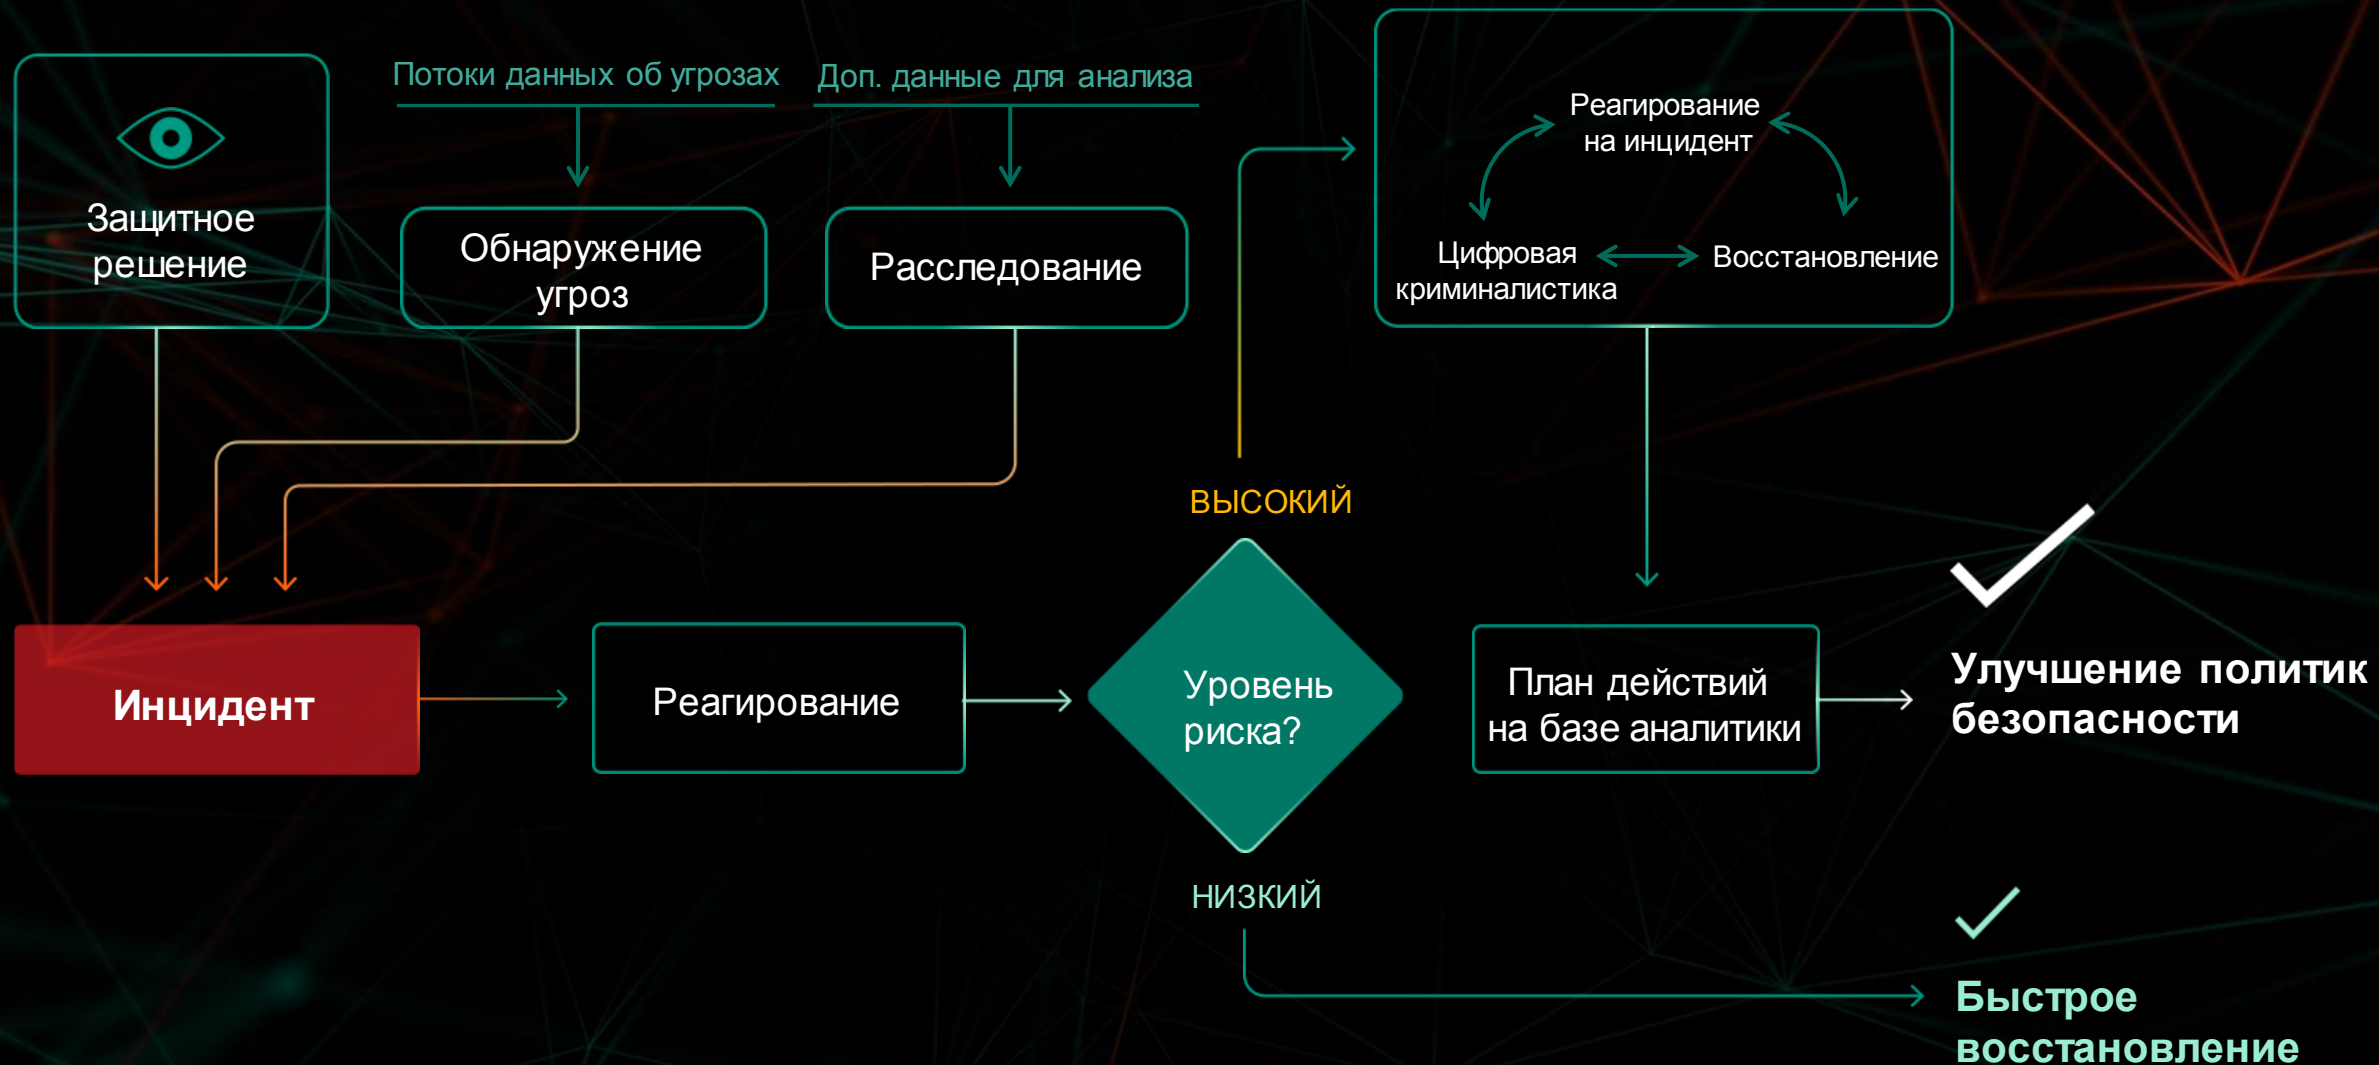 Потоки данных об угрозах
Доп. данные для анализа
Защитное
решение
Обнаружение
угроз
Расследование
Реагирование
на инцидент
Цифровая
криминалистика
Восстановление
ВЫСОКИЙ
Инцидент
Реагирование
Уровень
риска?
План действий
на базе аналитики
Улучшение политик
безопасности
НИЗКИЙ
Быстрое
восстановление